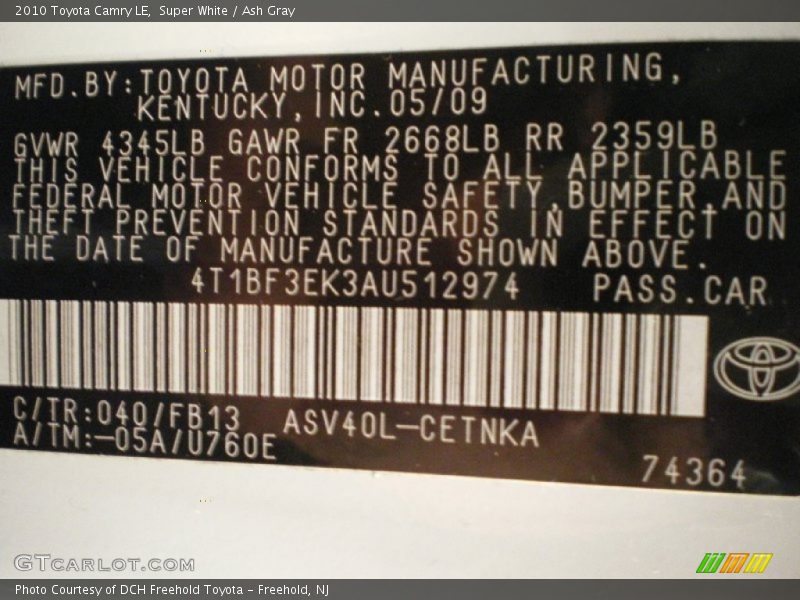 2010 Toyota Camry LE, Super White / Ash Gray
MFD.BY:TOYOTA MOTOR MANUFACTURING,
KENTUCKY,INC.05/09
GVWR 4345LB GAWR FR 2668LB RR 2359LB
THIS VEHICLE CONFORMS TO ALL APPLICABLE
FEDERAL MOTOR VEHICLE SAFETY,BUMPER,AND
THEFT PREVENTION STANDARDS IN EFFECT ON
THE DATE OF MANUFACTURE SHOWN ABOVE.
4T1BF3EK3AU512974 PASS.CAR
C/TR:040/FB13 ASV40L-CETNKA
A/TM:-05A/U760E
74364
GTCARLOT.COM
Photo Courtesy of DCH Freehold Toyota - Freehold, NJ